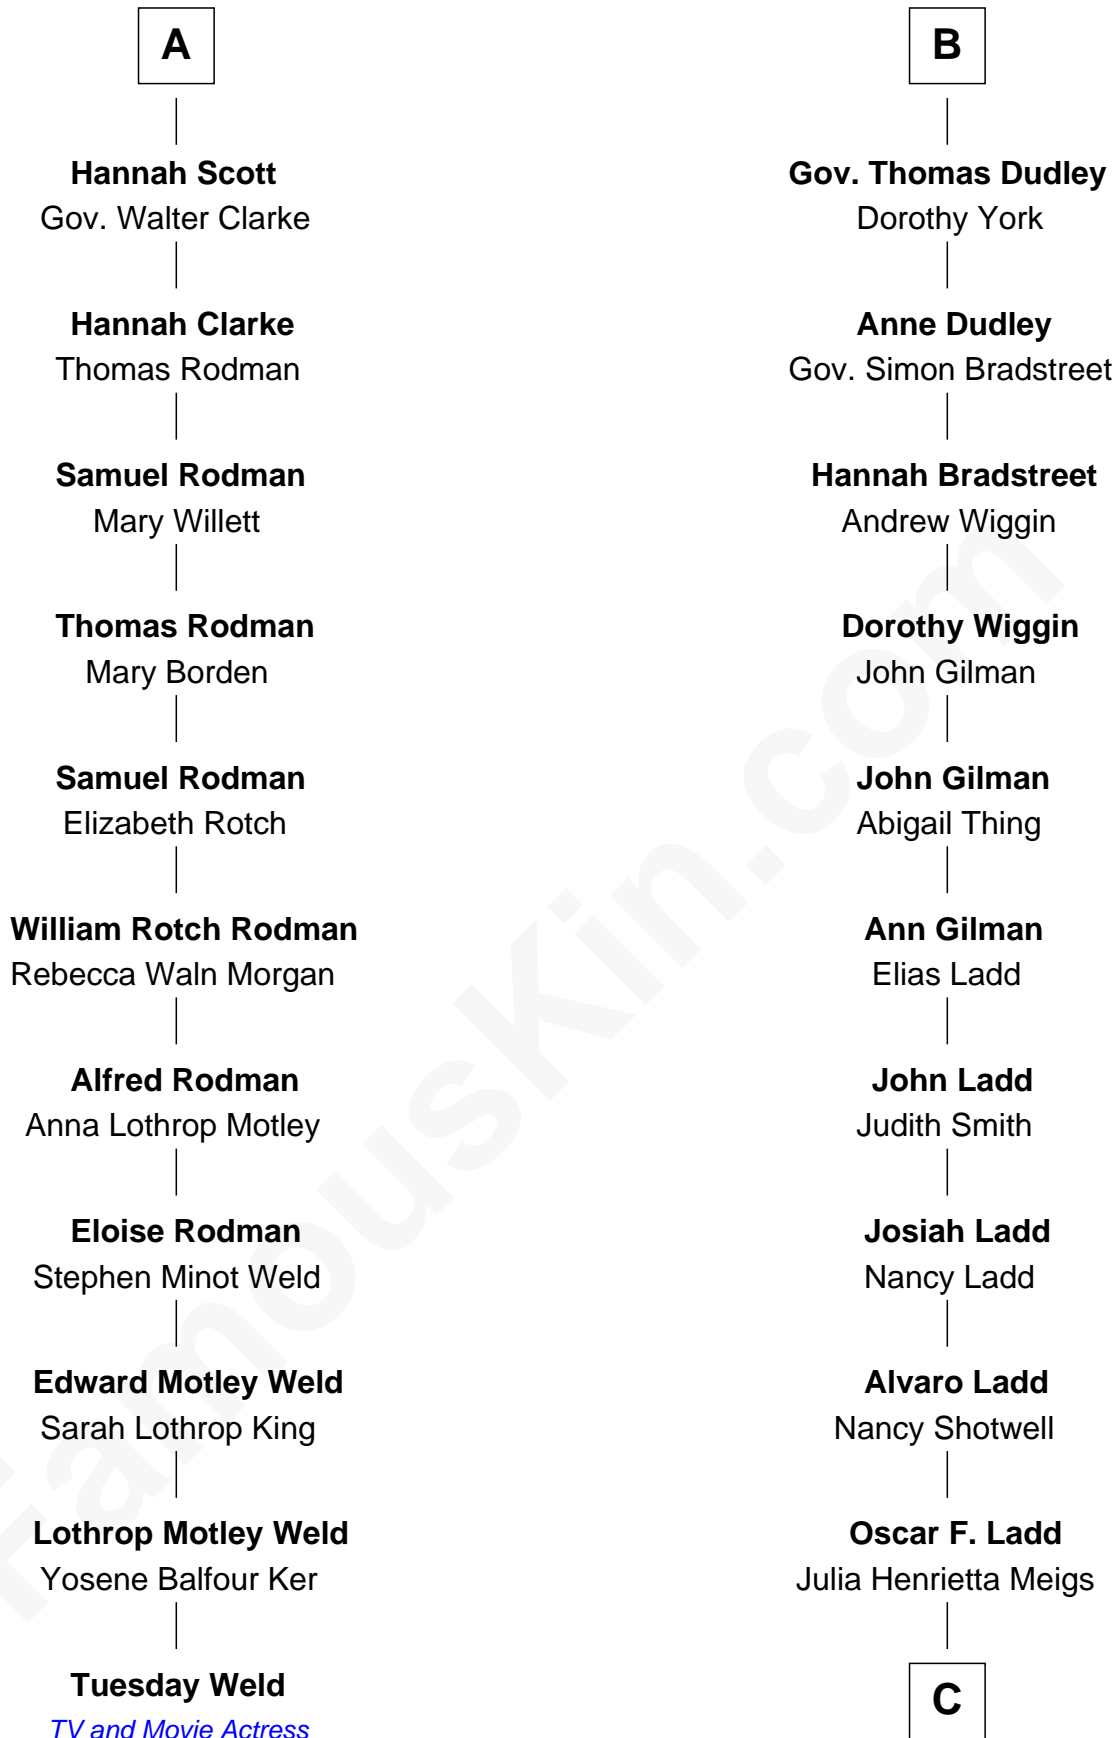 A
Hannah Scott
Gov. Walter Clarke
Hannah Clarke
Thomas Rodman
Samuel Rodman
Mary Willett
Thomas Rodman
Mary Borden
Samuel Rodman
Elizabeth Rotch
William Rotch Rodman
Rebecca Waln Morgan
Alfred Rodman
Anna Lothrop Motley
Eloise Rodman
Stephen Minot Weld
Edward Motley Weld
Sarah Lothrop King
Lothrop Motley Weld
Yosene Balfour Ker
Tuesday Weld
TV and Movie Actress
B
Gov. Thomas Dudley
Dorothy York
Anne Dudley
Gov. Simon Bradstreet
Hannah Bradstreet
Andrew Wiggin
Dorothy Wiggin
John Gilman
John Gilman
Abigail Thing
Ann Gilman
Elias Ladd
John Ladd
Judith Smith
Josiah Ladd
Nancy Ladd
Alvaro Ladd
Nancy Shotwell
Oscar F. Ladd
Julia Henrietta Meigs
C
FamousKin.com